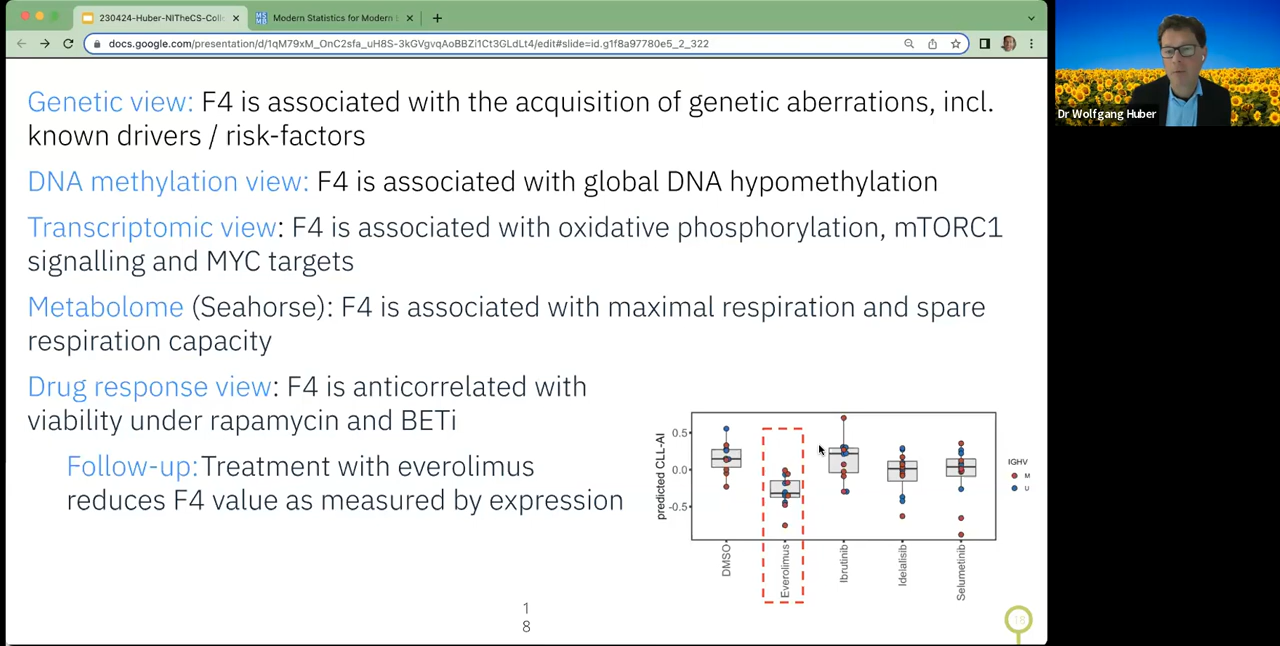 230424-Huber-NITheCS-Coll
Modern Statistics for Modern
docs.google.com/presentation/d/1qM79xM_OnC2sfa_uH8S-3kGVgvqAoBBZi1Ct3GLdLt4/edit#slide=id.g1f8a97780e5_2_322
Dr Wolfgang Huber
Genetic view: F4 is associated with the acquisition of genetic aberrations, incl.
known drivers / risk-factors
DNA methylation view: F4 is associated with global DNA hypomethylation
Transcriptomic view: F4 is associated with oxidative phosphorylation, mTORC1
signalling and MYC targets
Metabolome (Seahorse): F4 is associated with maximal respiration and spare
respiration capacity
Drug response view: F4 is anticorrelated with
viability under rapamycin and BETi
Follow-up: Treatment with everolimus
reduces F4 value as measured by expression
predicted CLL-AI
0.5
0.0
-0.5
DMSO
Everolimus
Ibrutinib
Idelalisib
Selumetinib
IGHV
M
U
1
8
18